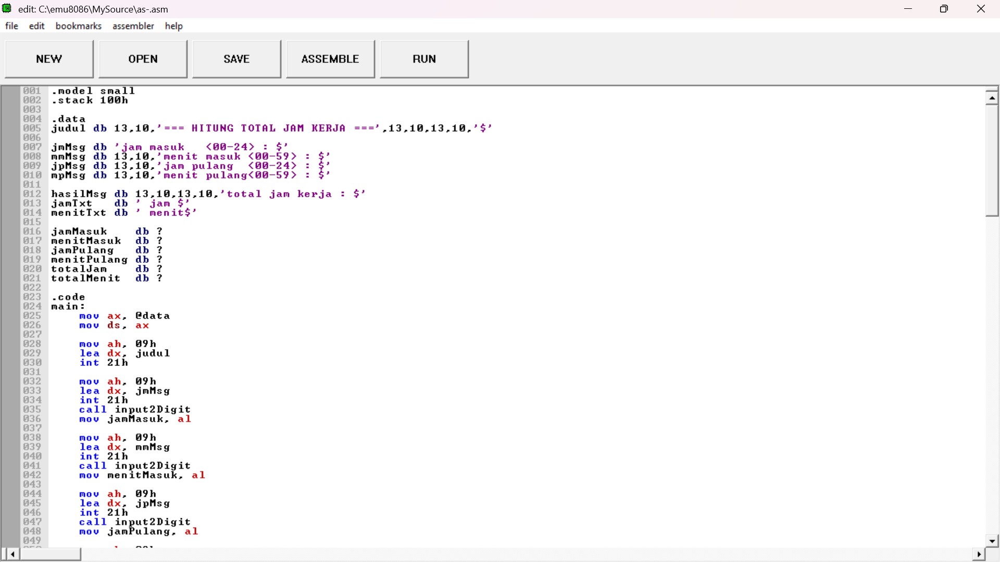 edit: C:\emu8086\MySource\as-.asm
file edit bookmarks assembler help
NEW OPEN SAVE ASSEMBLE RUN
001 .model small
002 .stack 100h
003
004 .data
005 judul db 13,10,'=== HITUNG TOTAL JAM KERJA ===',13,10,13,10,'$'
006
007 jmMsg db 'jam masuk   <00-24> : $'
008 mmMsg db 13,10,'menit masuk <00-59> : $'
009 jpMsg db 13,10,'jam pulang  <00-24> : $'
010 mpMsg db 13,10,'menit pulang<00-59> : $'
011
012 hasilMsg db 13,10,13,10,'total jam kerja : $'
013 jamTxt   db ' jam $'
014 menitTxt db ' menit$'
015
016 jamMasuk    db ?
017 menitMasuk  db ?
018 jamPulang   db ?
019 menitPulang db ?
020 totalJam    db ?
021 totalMenit  db ?
022
023 .code
024 main:
025     mov ax, @data
026     mov ds, ax
027
028     mov ah, 09h
029     lea dx, judul
030     int 21h
031
032     mov ah, 09h
033     lea dx, jmMsg
034     int 21h
035     call input2Digit
036     mov jamMasuk, al
037
038     mov ah, 09h
039     lea dx, mmMsg
040     int 21h
041     call input2Digit
042     mov menitMasuk, al
043
044     mov ah, 09h
045     lea dx, jpMsg
046     int 21h
047     call input2Digit
048     mov jamPulang, al
049